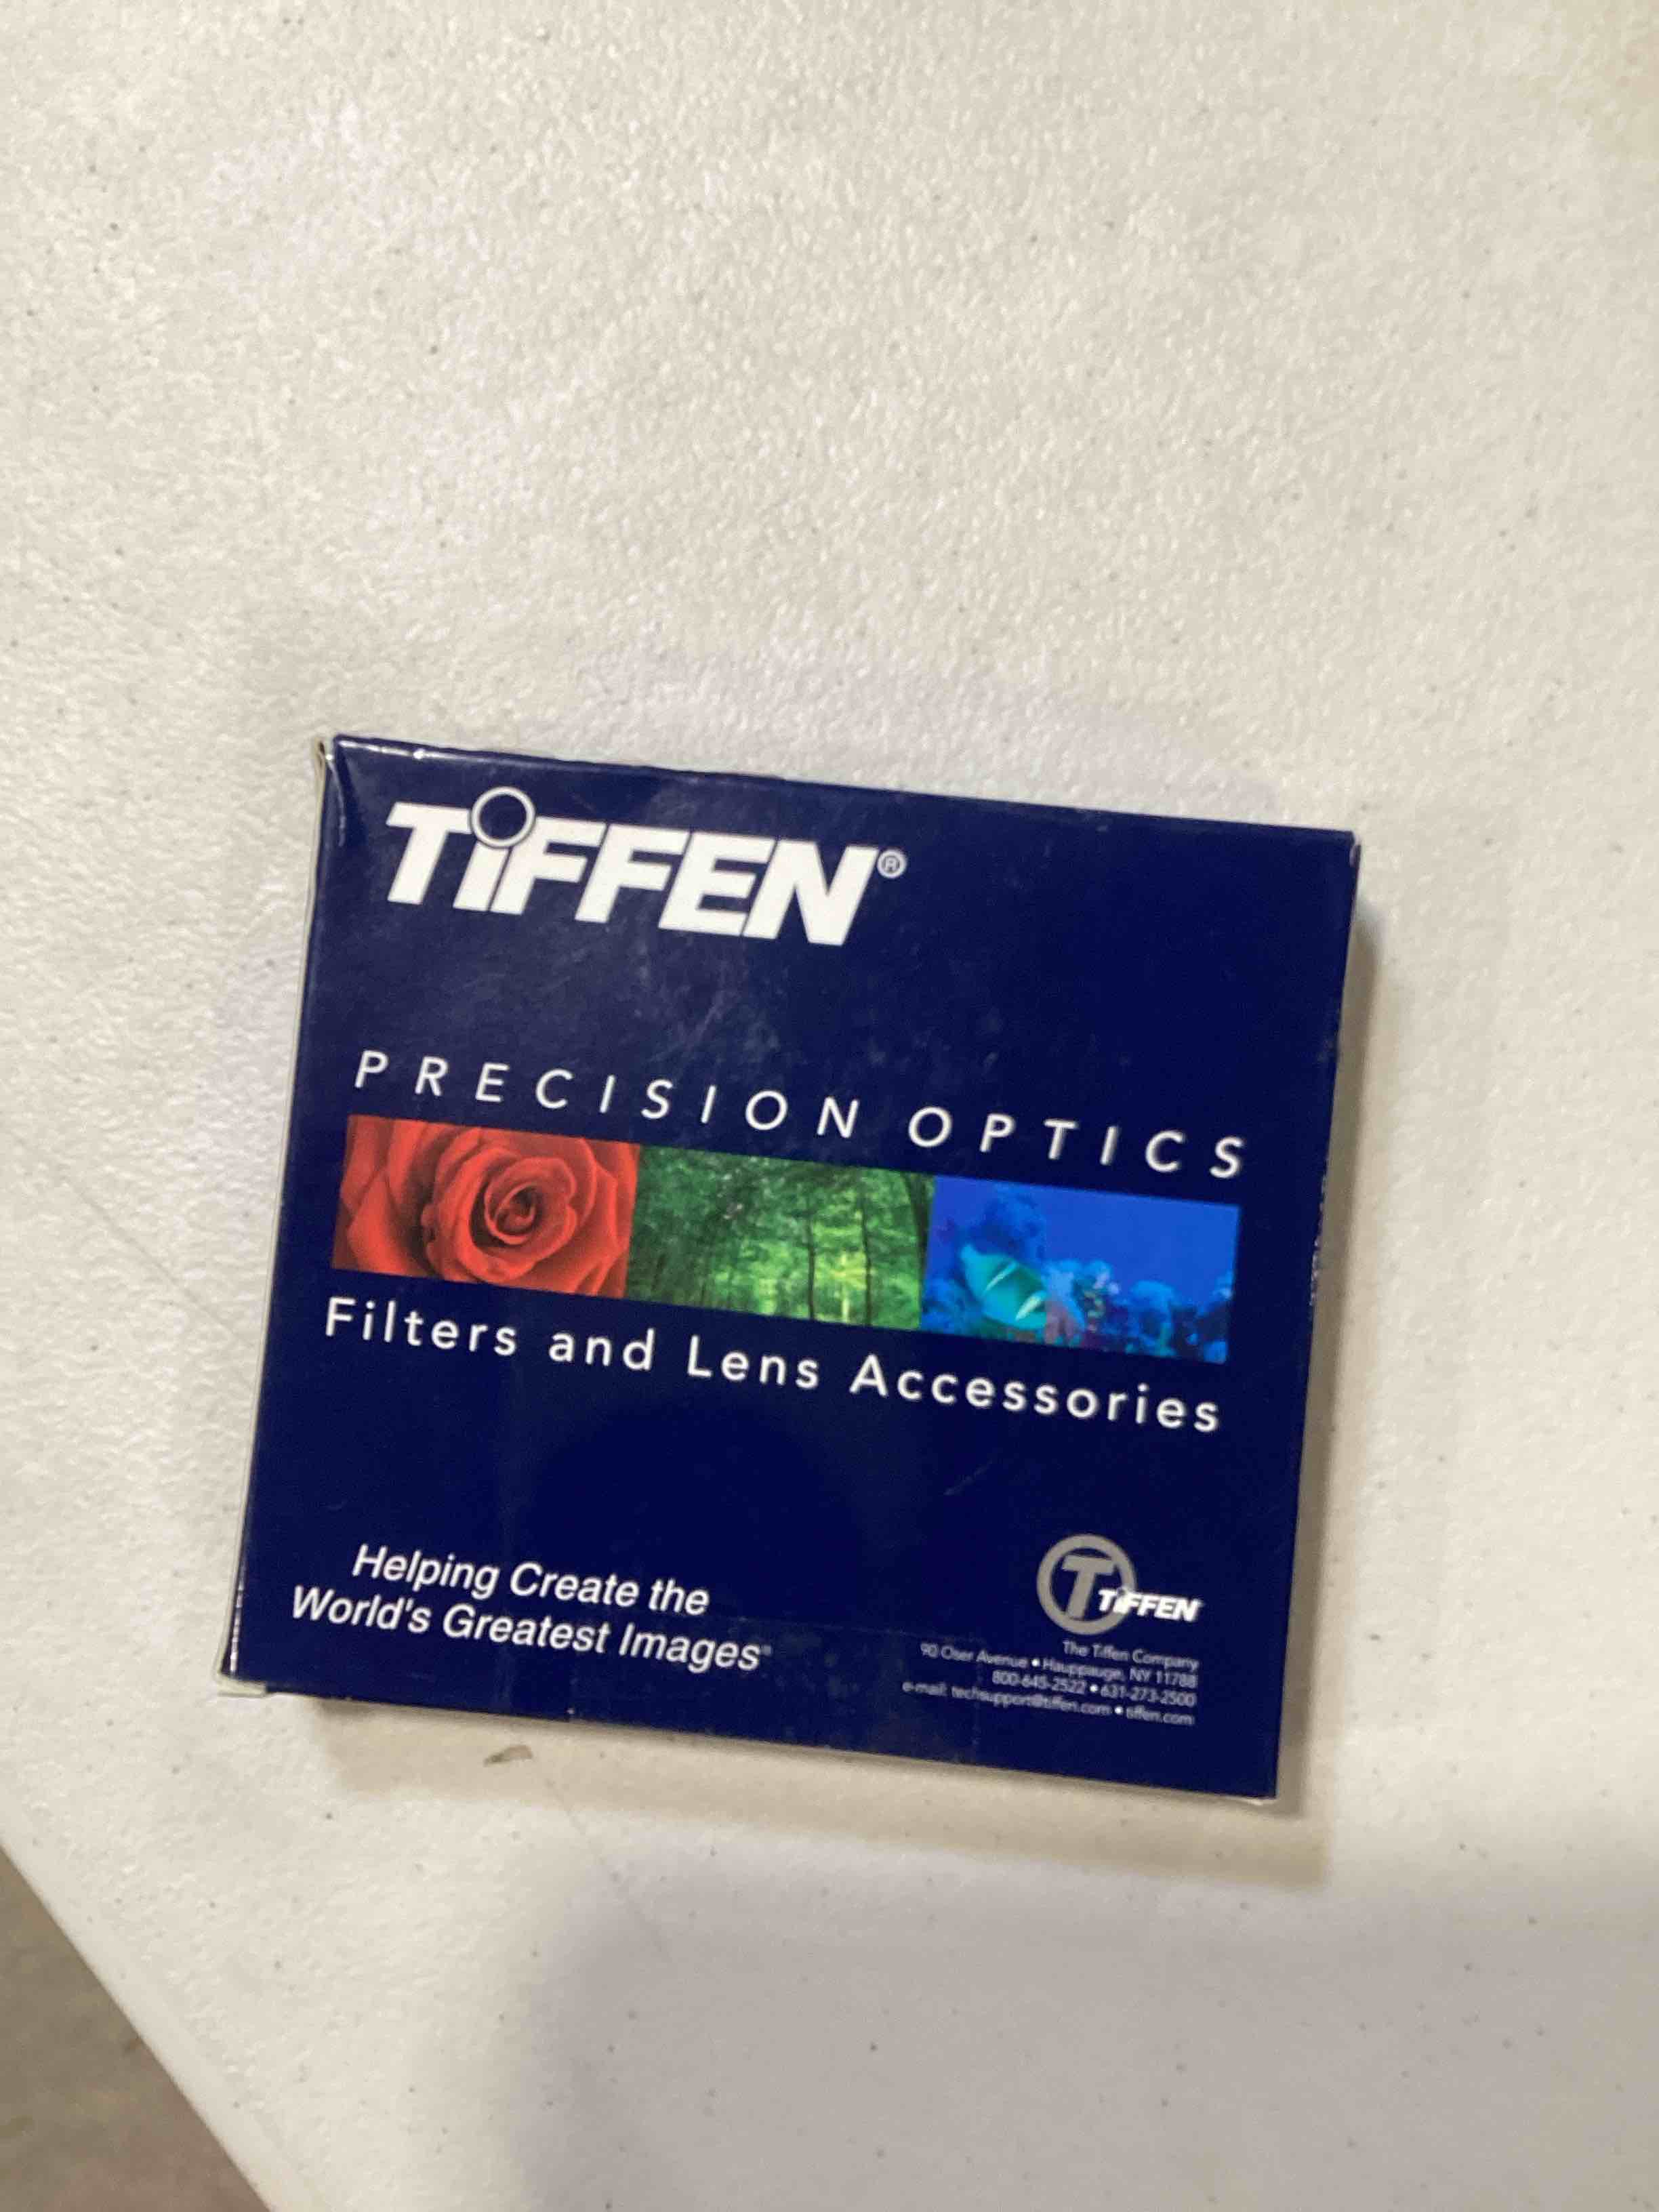 TiFFEN®
PRECISION OPTICS
Filters and Lens Accessories
Helping Create the
World's Greatest Images®
T TiFFEN
The Tiffen Company
90 Oser Avenue • Hauppauge, NY 11788
800-645-2522 • 631-273-2500
e-mail: techsupport@tiffen.com • tiffen.com